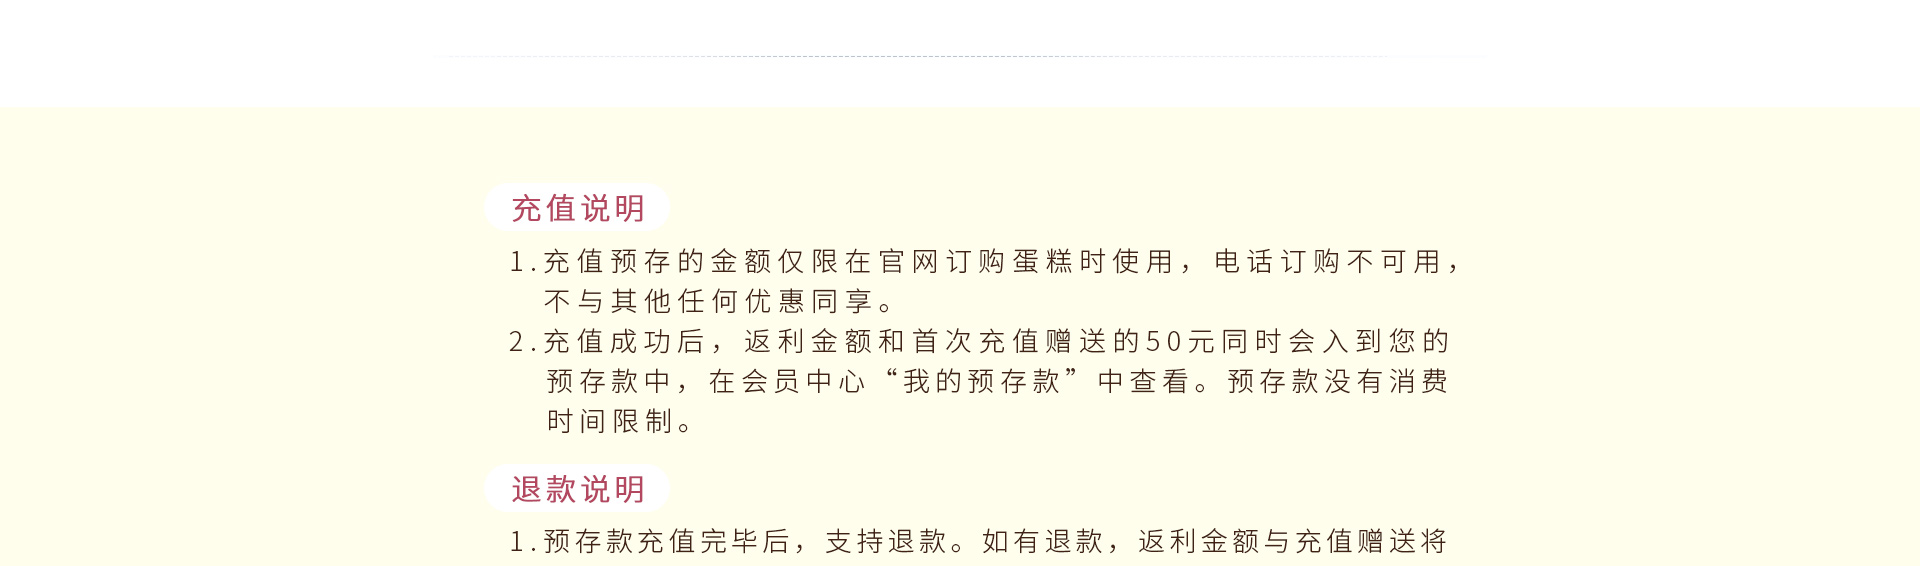 充值说明
1.充值预存的金额仅限在官网订购蛋糕时使用，电话订购不可用，
不与其他任何优惠同享。
2.充值成功后，返利金额和首次充值赠送的50元同时会入到您的
预存款中，在会员中心“我的预存款”中查看。预存款没有消费
时间限制。
退款说明
1.预存款充值完毕后，支持退款。如有退款，返利金额与充值赠送将